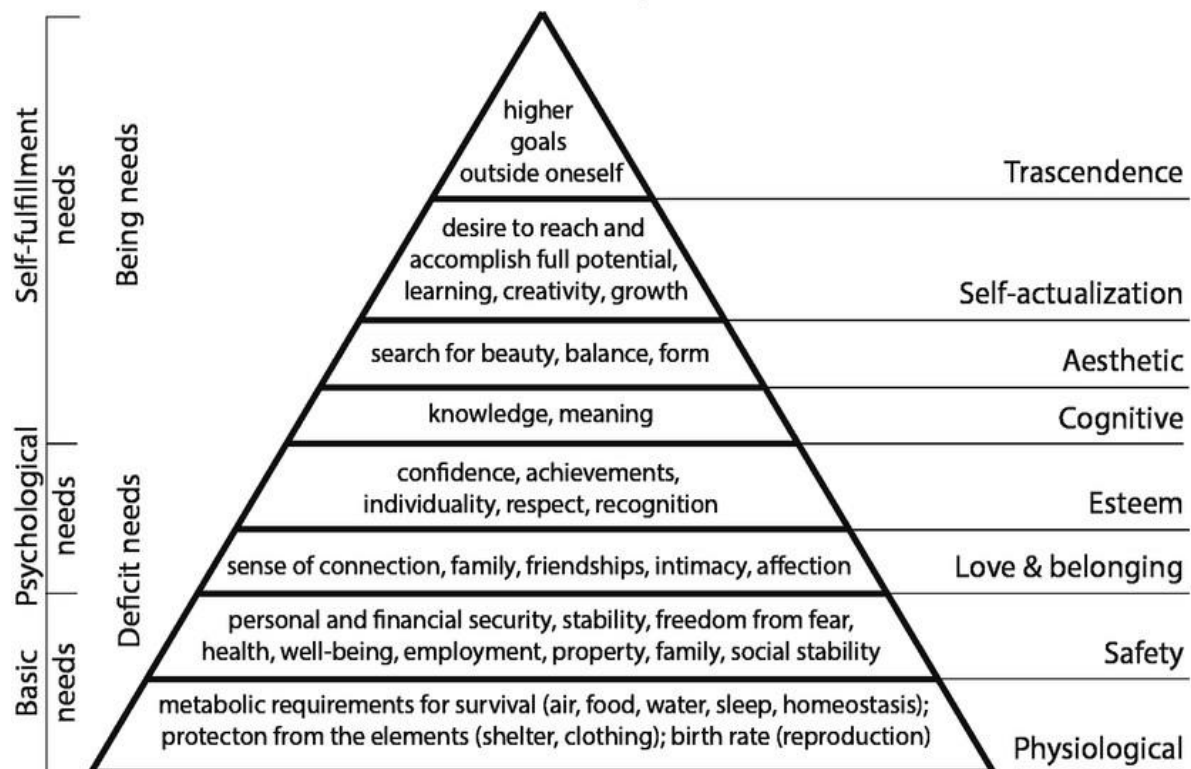 higher
goals
outside oneself
Trascendence
desire to reach and
accomplish full potential,
learning, creativity, growth
Self-actualization
search for beauty, balance, form
Aesthetic
knowledge, meaning
Cognitive
Self-fulfillment
needs
Being needs
confidence, achievements,
individuality, respect, recognition
Esteem
sense of connection, family, friendships, intimacy, affection
Love & belonging
Psychological
needs
Deficit needs
personal and financial security, stability, freedom from fear,
health, well-being, employment, property, family, social stability
Safety
metabolic requirements for survival (air, food, water, sleep, homeostasis);
protecton from the elements (shelter, clothing); birth rate (reproduction)
Physiological
Basic
needs